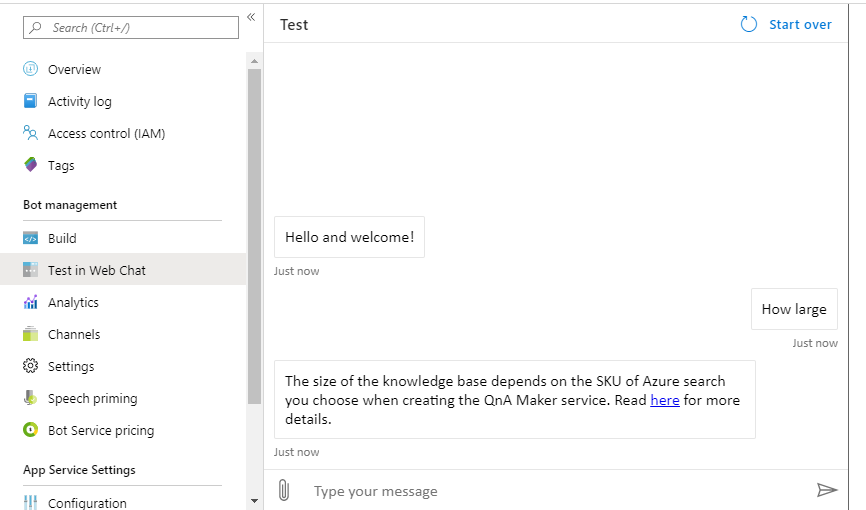 Search (Ctrl+/)
«
Overview
Activity log
Access control (IAM)
Tags
Bot management
Build
Test in Web Chat
Analytics
Channels
Settings
Speech priming
Bot Service pricing
App Service Settings
Configuration
Test
Start over
Hello and welcome!
Just now
How large
Just now
The size of the knowledge base depends on the SKU of Azure search
you choose when creating the QnA Maker service. Read here for more
details.
Just now
Type your message